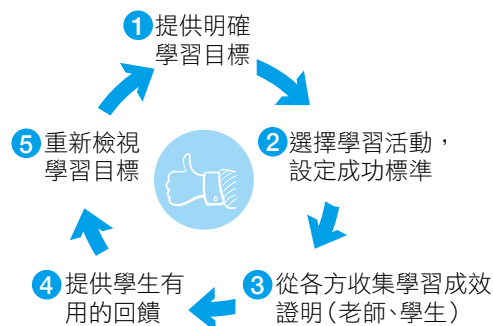 1 提供明確
學習目標
2 選擇學習活動，
設定成功標準
3 從各方收集學習成效
證明（老師、學生）
4 提供學生有
用的回饋
5 重新檢視
學習目標